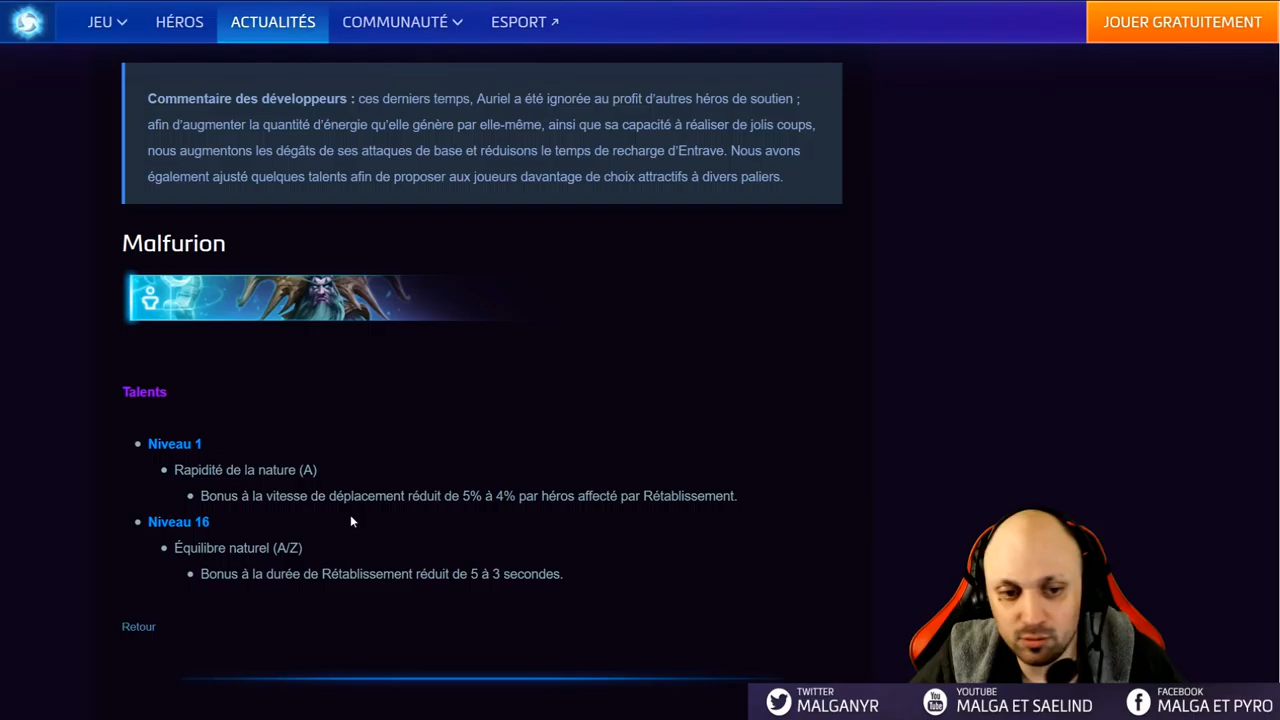 JEU HÉROS ACTUALITÉS COMMUNAUTÉ ESPORT JOUER GRATUITEMENT
Commentaire des développeurs : ces derniers temps, Auriel a été ignorée au profit d’autres héros de soutien ;
afin d’augmenter la quantité d’énergie qu’elle génère par elle-même, ainsi que sa capacité à réaliser de jolis coups,
nous augmentons les dégâts de ses attaques de base et réduisons le temps de recharge d’Entrave. Nous avons
également ajusté quelques talents afin de proposer aux joueurs davantage de choix attractifs à divers paliers.
Malfurion
Talents
Niveau 1
Rapidité de la nature (A)
Bonus à la vitesse de déplacement réduit de 5% à 4% par héros affecté par Rétablissement.
Niveau 16
Équilibre naturel (A/Z)
Bonus à la durée de Rétablissement réduit de 5 à 3 secondes.
Retour
TWITTER
MALGANYR
You Tube
YOUTUBE
MALGA ET SAELIND
FACEBOOK
MALGA ET PYRO